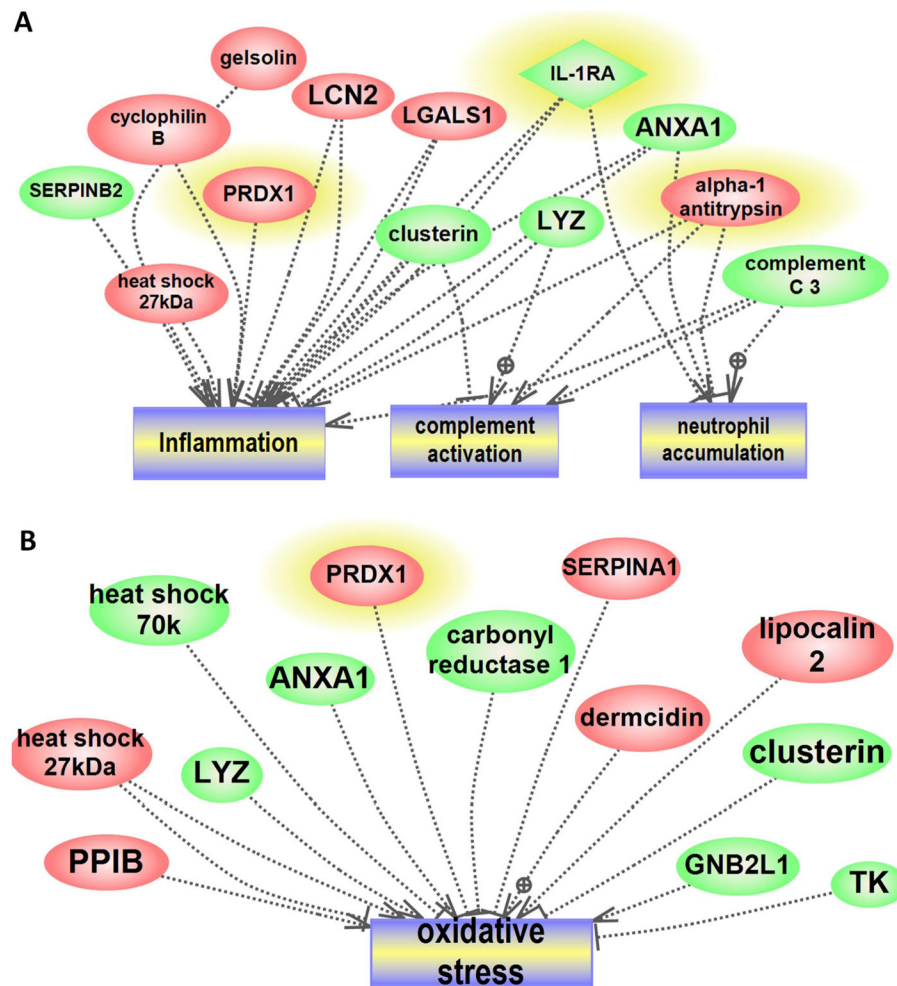 A
gelsolin
IL-1RA
LCN2
cyclophilin
B
LGALS1
ANXA1
SERPINB2
PRDX1
alpha-1
antitrypsin
clusterin
LYZ
heat shock
27kDa
complement
C 3
Inflammation
complement
activation
neutrophil
accumulation
B
PRDX1
SERPINA1
heat shock
70k
carbonyl
reductase 1
lipocalin
2
ANXA1
dermcidin
heat shock
27kDa
LYZ
clusterin
PPIB
GNB2L1
TK
oxidative
stress